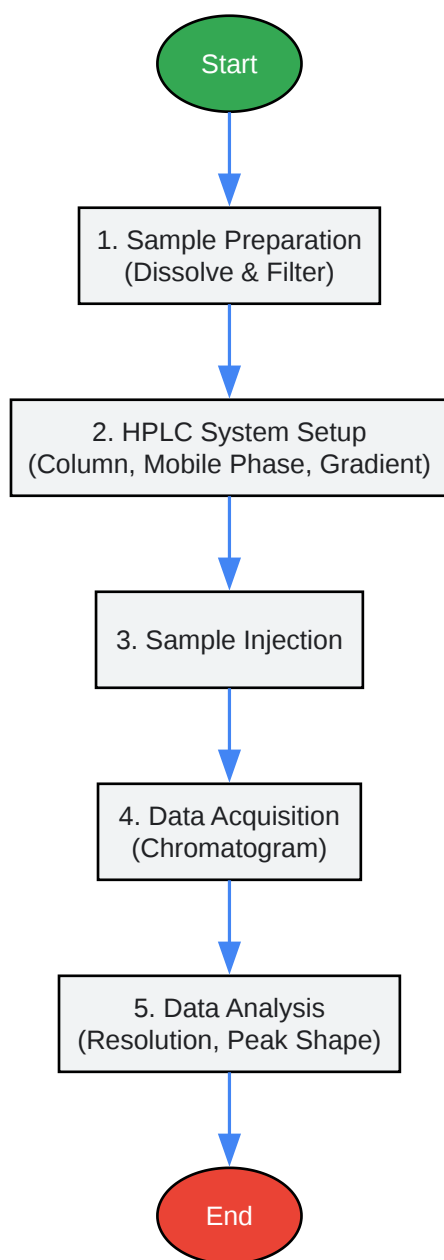 Start
1. Sample Preparation
(Dissolve & Filter)
2. HPLC System Setup
(Column, Mobile Phase, Gradient)
3. Sample Injection
4. Data Acquisition
(Chromatogram)
5. Data Analysis
(Resolution, Peak Shape)
End